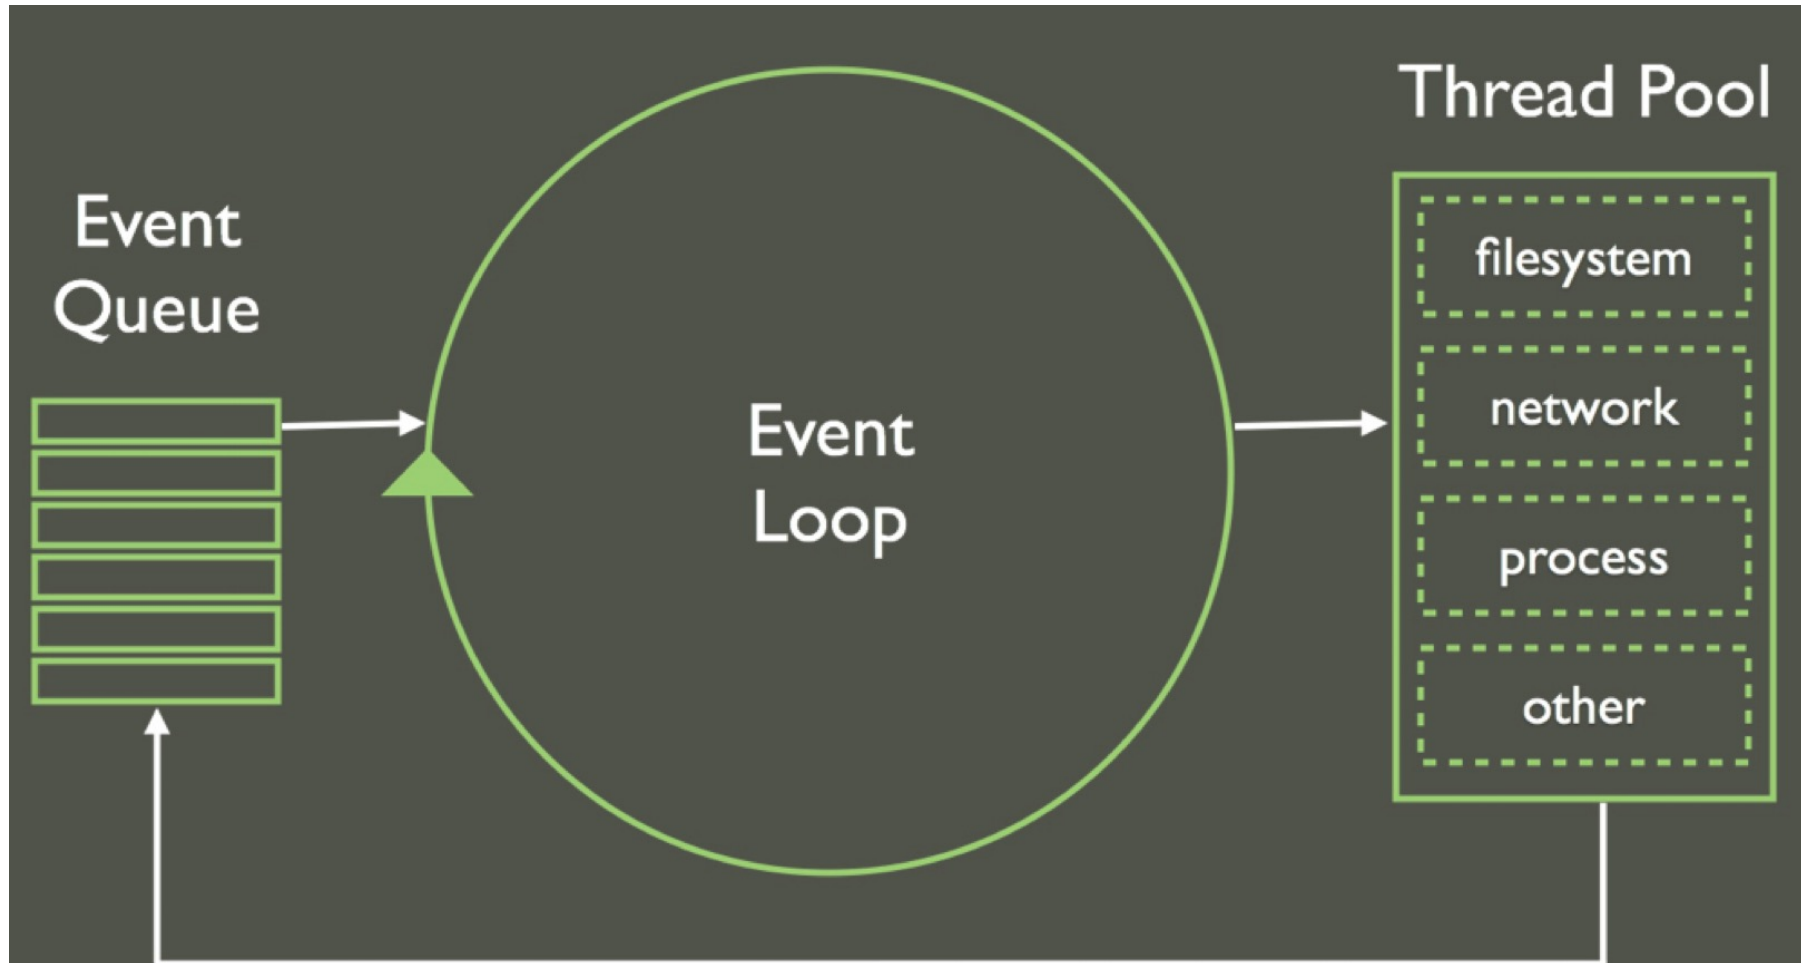 Event
Queue
Event
Loop
Thread Pool
filesystem
network
process
other